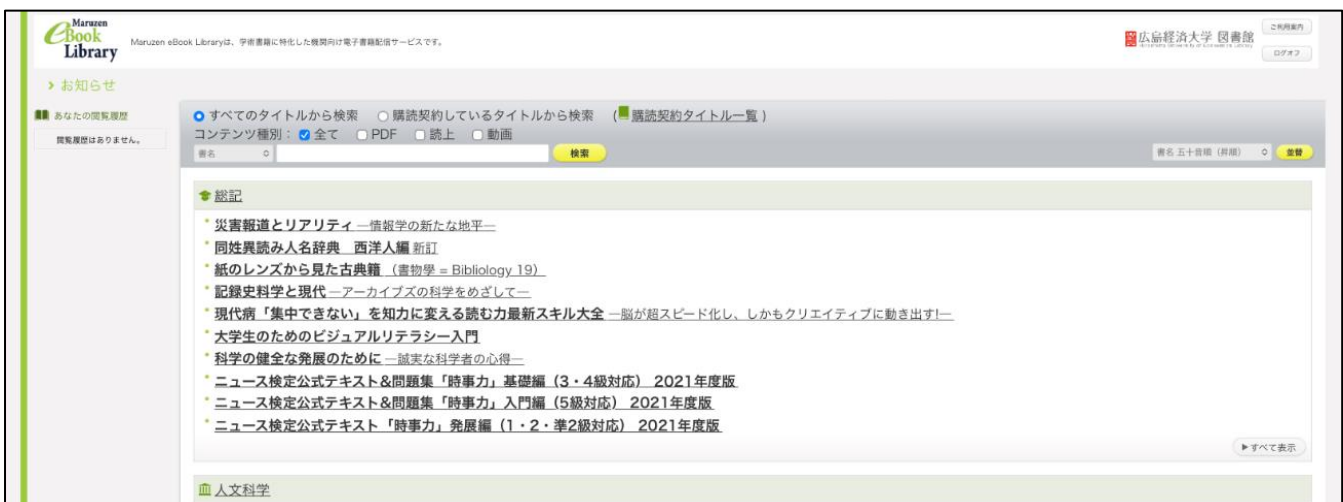 Maruzen
eBook
Library
Maruzen eBook Libraryは、学術書籍に特化した機関向け電子書籍配信サービスです。
広島経済大学 図書館
ご利用案内
ログオフ
お知らせ
あなたの閲覧履歴
閲覧履歴はありません。
すべてのタイトルから検索 購読契約しているタイトルから検索 （購読契約タイトル一覧）
コンテンツ種別： 全て PDF 読上 動画
書名 検索 書名 五十音順（昇順） 並替
総記
災害報道とリアリティ ―情報学の新たな地平―
同姓異読み人名辞典 西洋人編 新訂
紙のレンズから見た古典籍 （書物學 = Bibliology 19）
記録史料学と現代 ―アーカイブズの科学をめざして―
現代病「集中できない」を知力に変える読む力最新スキル大全 ―脳が超スピード化し、しかもクリエイティブに動き出す!―
大学生のためのビジュアルリテラシー入門
科学の健全な発展のために ―誠実な科学者の心得―
ニュース検定公式テキスト&問題集「時事力」基礎編（3・4級対応） 2021年度版
ニュース検定公式テキスト&問題集「時事力」入門編（5級対応） 2021年度版
ニュース検定公式テキスト「時事力」発展編（1・2・準2級対応） 2021年度版
▶すべて表示
人文科学